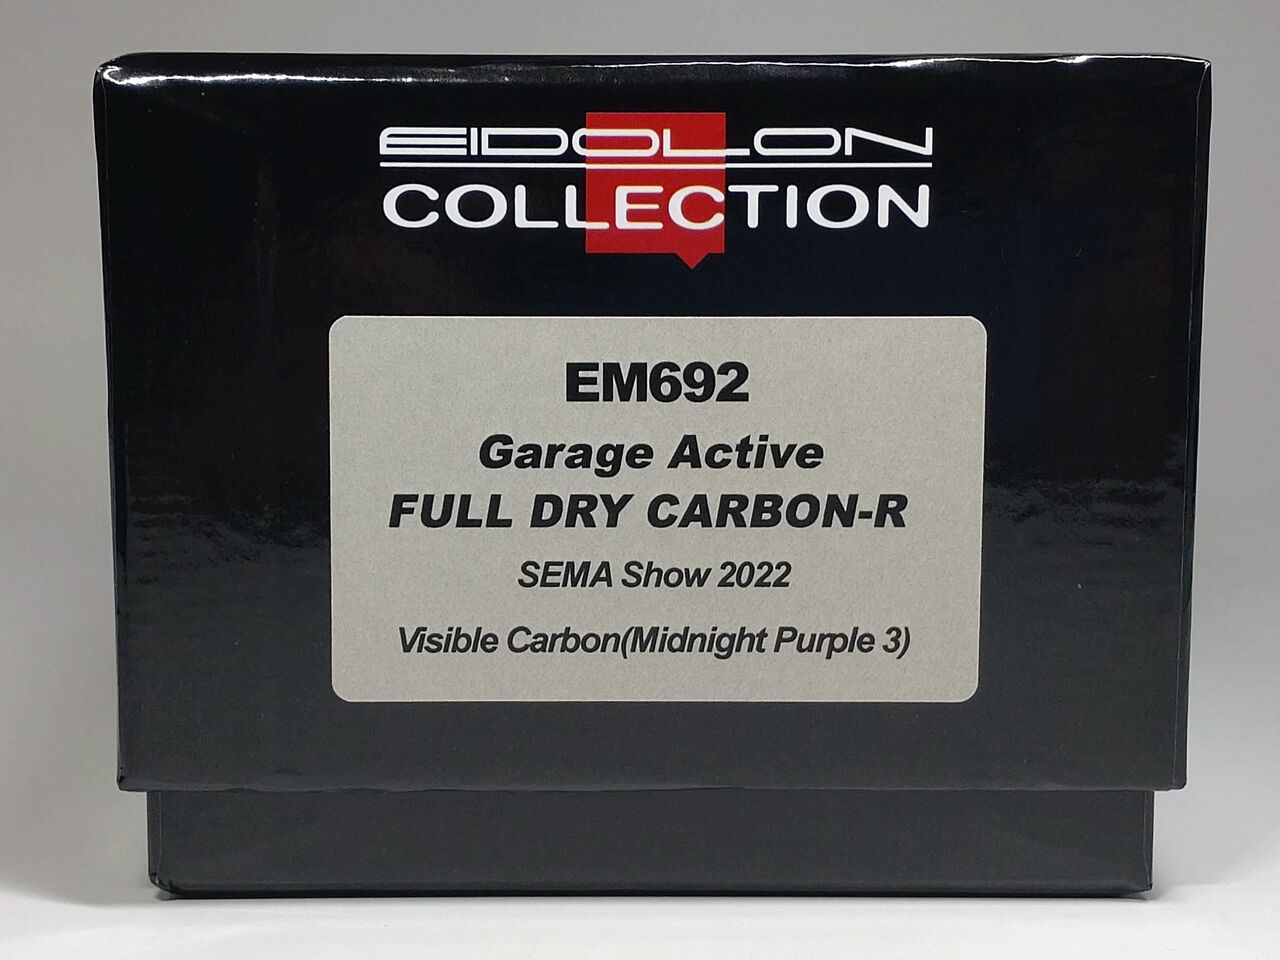 EIDOLON
COLLECTION
EM692
Garage Active
FULL DRY CARBON-R
SEMA Show 2022
Visible Carbon(Midnight Purple 3)